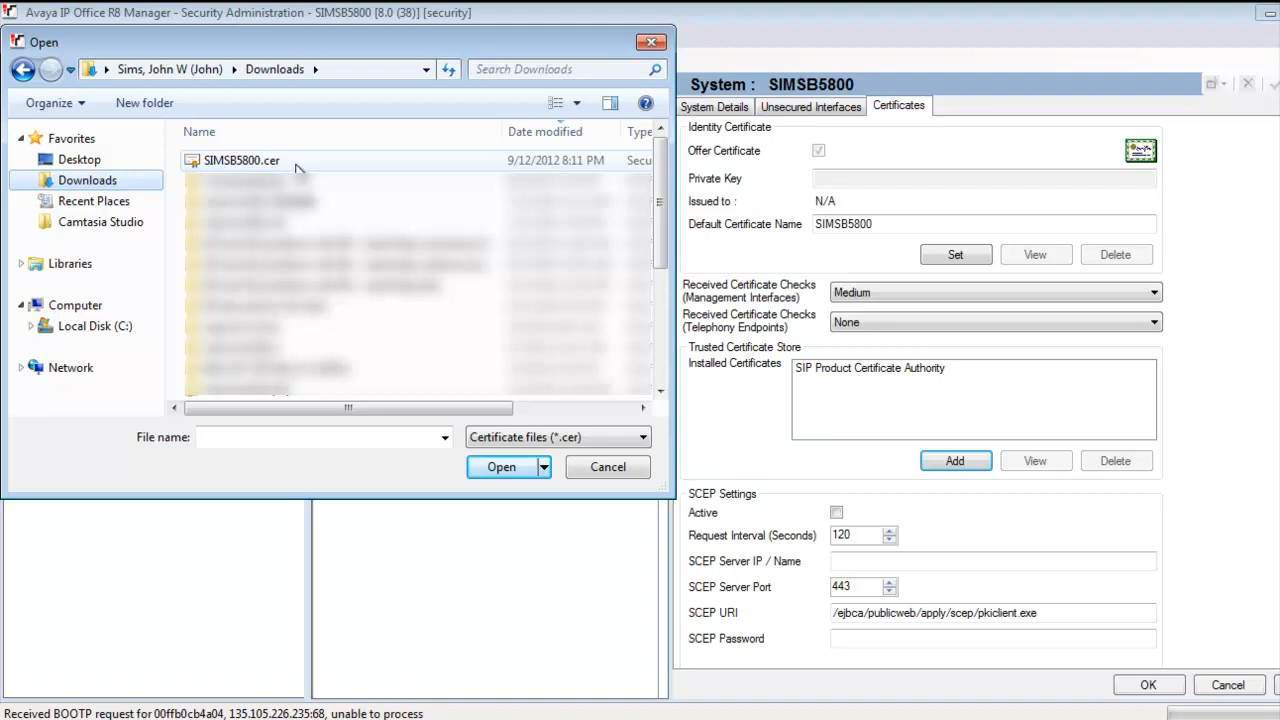 Avaya IP Office R8 Manager - Security Administration - SIMSB5800 [8.0 (38)] [security]
Open
Sims, John W (John) Downloads Search Downloads
Organize New folder
Name Date modified Type
Favorites
Desktop
Downloads
Recent Places
Camtasia Studio
Libraries
Computer
Local Disk (C:)
Network
SIMSB5800.cer 9/12/2012 8:11 PM Secu
File name: Certificate files (*.cer)
Open Cancel
System : SIMSB5800
System Details Unsecured Interfaces Certificates
Identity Certificate
Offer Certificate
Private Key
Issued to : N/A
Default Certificate Name SIMSB5800
Set View Delete
Received Certificate Checks
(Management Interfaces) Medium
Received Certificate Checks
(Telephony Endpoints) None
Trusted Certificate Store
Installed Certificates SIP Product Certificate Authority
Add View Delete
SCEP Settings
Active
Request Interval (Seconds) 120
SCEP Server IP / Name
SCEP Server Port 443
SCEP URI /ejbca/publicweb/apply/scep/pkiclient.exe
SCEP Password
OK Cancel
Received BOOTP request for 00ffb0cb4a04, 135.105.226.235:68, unable to process